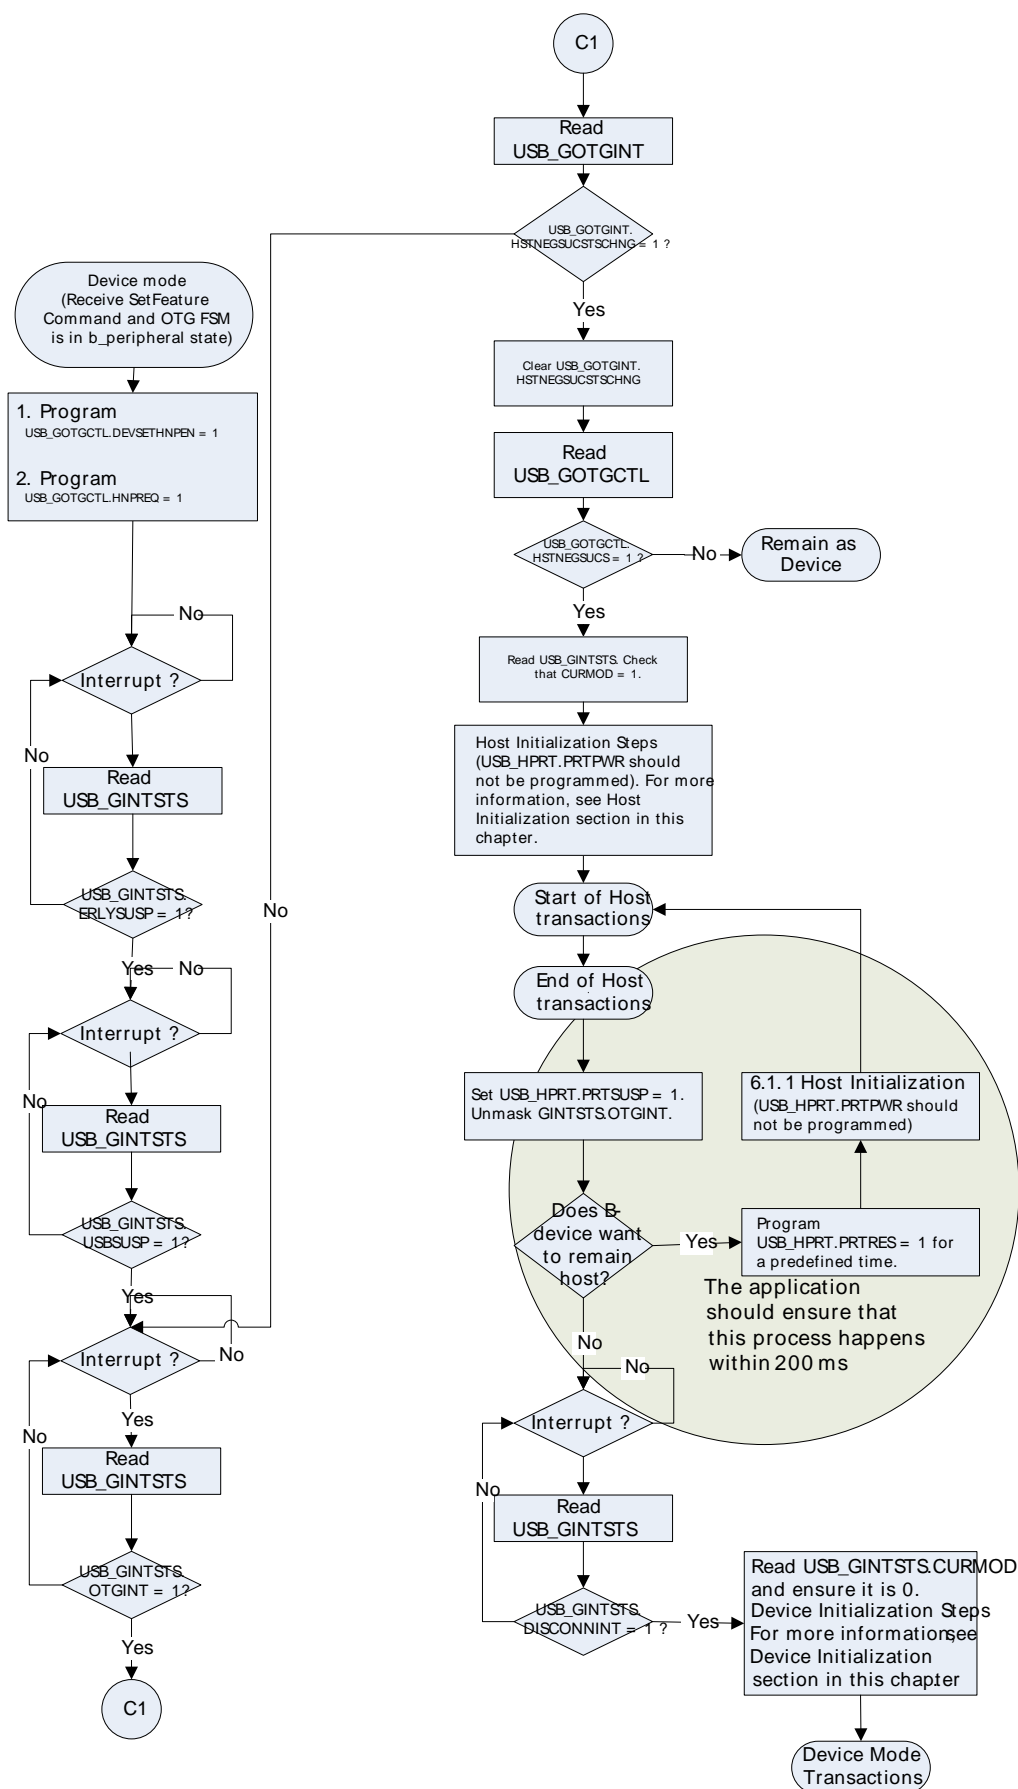 Device mode
(Receive SetFeature
Command and OTG FSM
is in b_peripheral state)
1. Program
USB_GOTGCTL.DEVSETHNPEN = 1
2. Program
USB_GOTGCTL.HNPREQ = 1
No
Interrupt ?
No
Read
USB_GINTSTS
USB_GINTSTS.
ERLYSUSP = 1?
Yes
No
Interrupt ?
No
Read
USB_GINTSTS
USB_GINTSTS.
USBSUSP = 1?
Yes
Interrupt ?
No
Yes
No
Read
USB_GINTSTS
USB_GINTSTS.
OTGINT = 1?
Yes
C1
C1
Read
USB_GOTGINT
USB_GOTGINT.
HSTNEGSUCSTSCHNG = 1 ?
No
Yes
Clear USB_GOTGINT.
HSTNEGSUCSTSCHNG
Read
USB_GOTGCTL
USB_GOTGCTL.
HSTNEGSUCS = 1 ?
No
Remain as
Device
Yes
Read USB_GINTSTS. Check
that CURMOD = 1.
Host Initialization Steps
(USB_HPRT.PRTPWR should
not be programmed). For more
information, see Host
Initialization section in this
chapter.
Start of Host
transactions
End of Host
transactions
Set USB_HPRT.PRTSUSP = 1.
Unmask GINTSTS.OTGINT.
6.1.1 Host Initialization
(USB_HPRT.PRTPWR should
not be programmed)
Does B-
device want
to remain
host?
Yes
Program
USB_HPRT.PRTRES = 1 for
a predefined time.
The application
should ensure that
this process happens
within 200 ms
No
No
Interrupt ?
No
Read
USB_GINTSTS
USB_GINTSTS.
DISCONNINT = 1 ?
Yes
Read USB_GINTSTS.CURMOD
and ensure it is 0.
Device Initialization Steps
For more information, see
Device Initialization
section in this chapter
Device Mode
Transactions